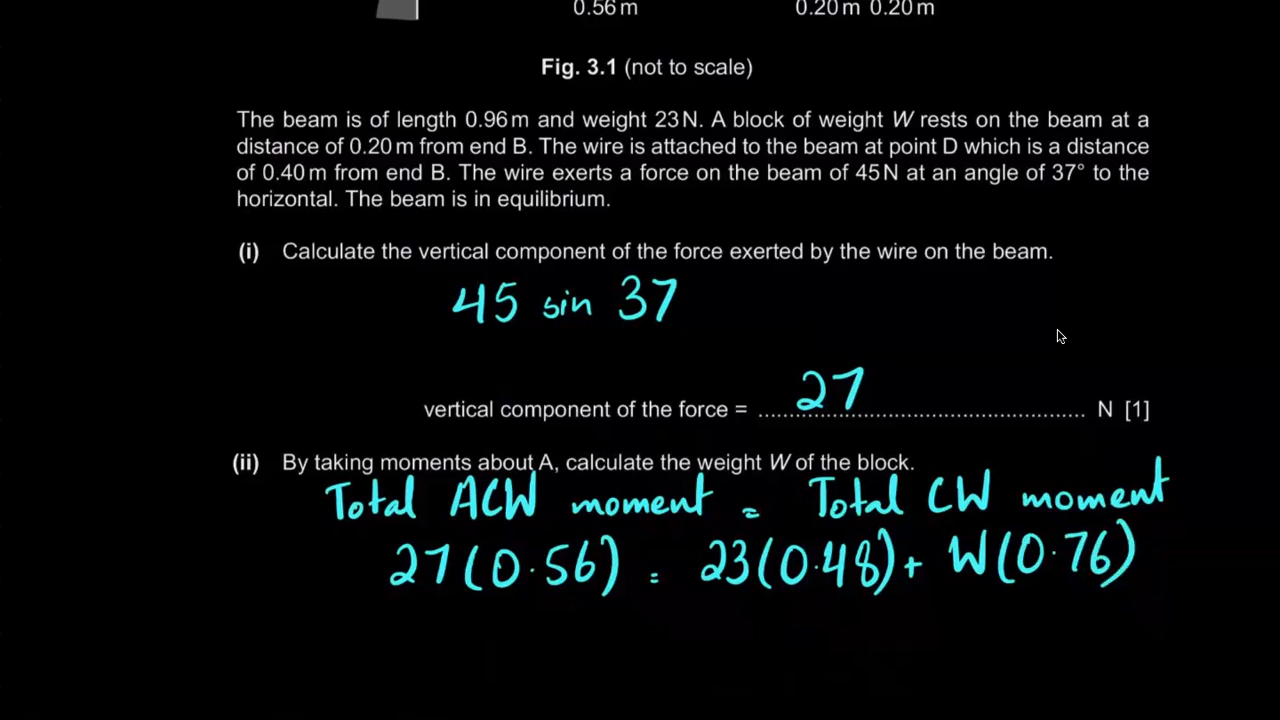 0.56 m 0.20 m 0.20 m
Fig. 3.1 (not to scale)
The beam is of length 0.96 m and weight 23 N. A block of weight W rests on the beam at a
distance of 0.20 m from end B. The wire is attached to the beam at point D which is a distance
of 0.40 m from end B. The wire exerts a force on the beam of 45 N at an angle of 37° to the
horizontal. The beam is in equilibrium.
(i) Calculate the vertical component of the force exerted by the wire on the beam.
45 sin 37
27
vertical component of the force = ...................................................... N [1]
(ii) By taking moments about A, calculate the weight W of the block.
Total ACW moment = Total CW moment
27(0.56) = 23(0.48) + W(0.76)